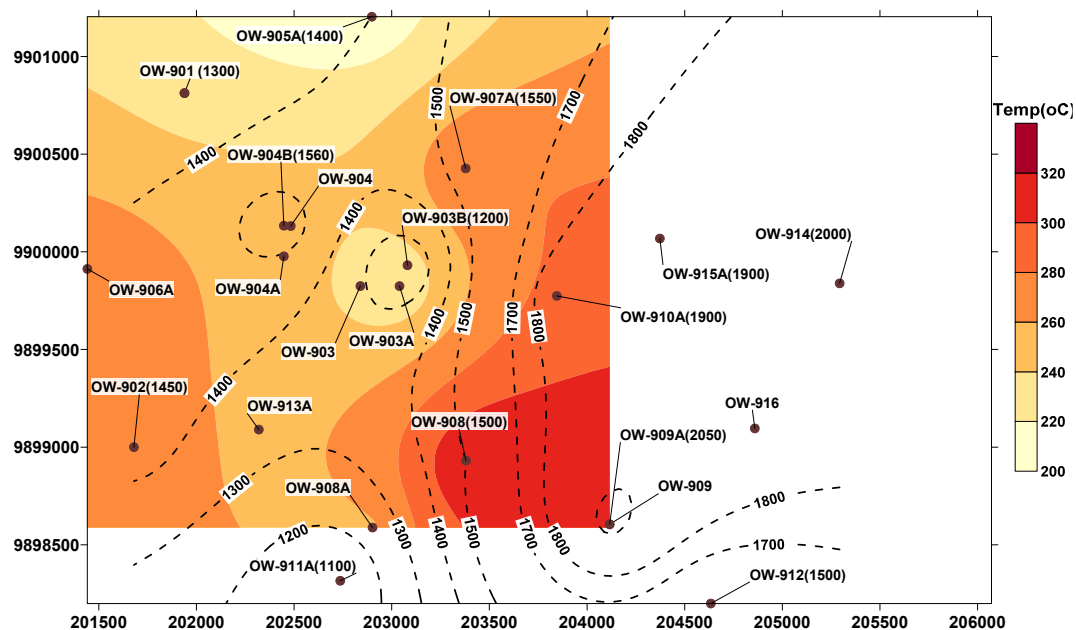 9901000
9900500
9900000
9899500
9899000
9898500
201500
202000
202500
203000
203500
204000
204500
205000
205500
206000
OW-905A(1400)
OW-901 (1300)
OW-907A(1550)
OW-904B(1560)
OW-904
OW-903B(1200)
OW-914(2000)
OW-904A
OW-915A(1900)
OW-906A
OW-910A(1900)
OW-903A
OW-903
OW-902(1450)
OW-913A
OW-916
OW-908(1500)
OW-909A(2050)
OW-908A
OW-909
OW-911A(1100)
OW-912(1500)
1500
1700
1800
1400
1400
1400
1500
1700
1800
1400
1300
1200
1300
1400
1500
1700
1800
1800
1700
Temp(oC)
320
300
280
260
240
220
200